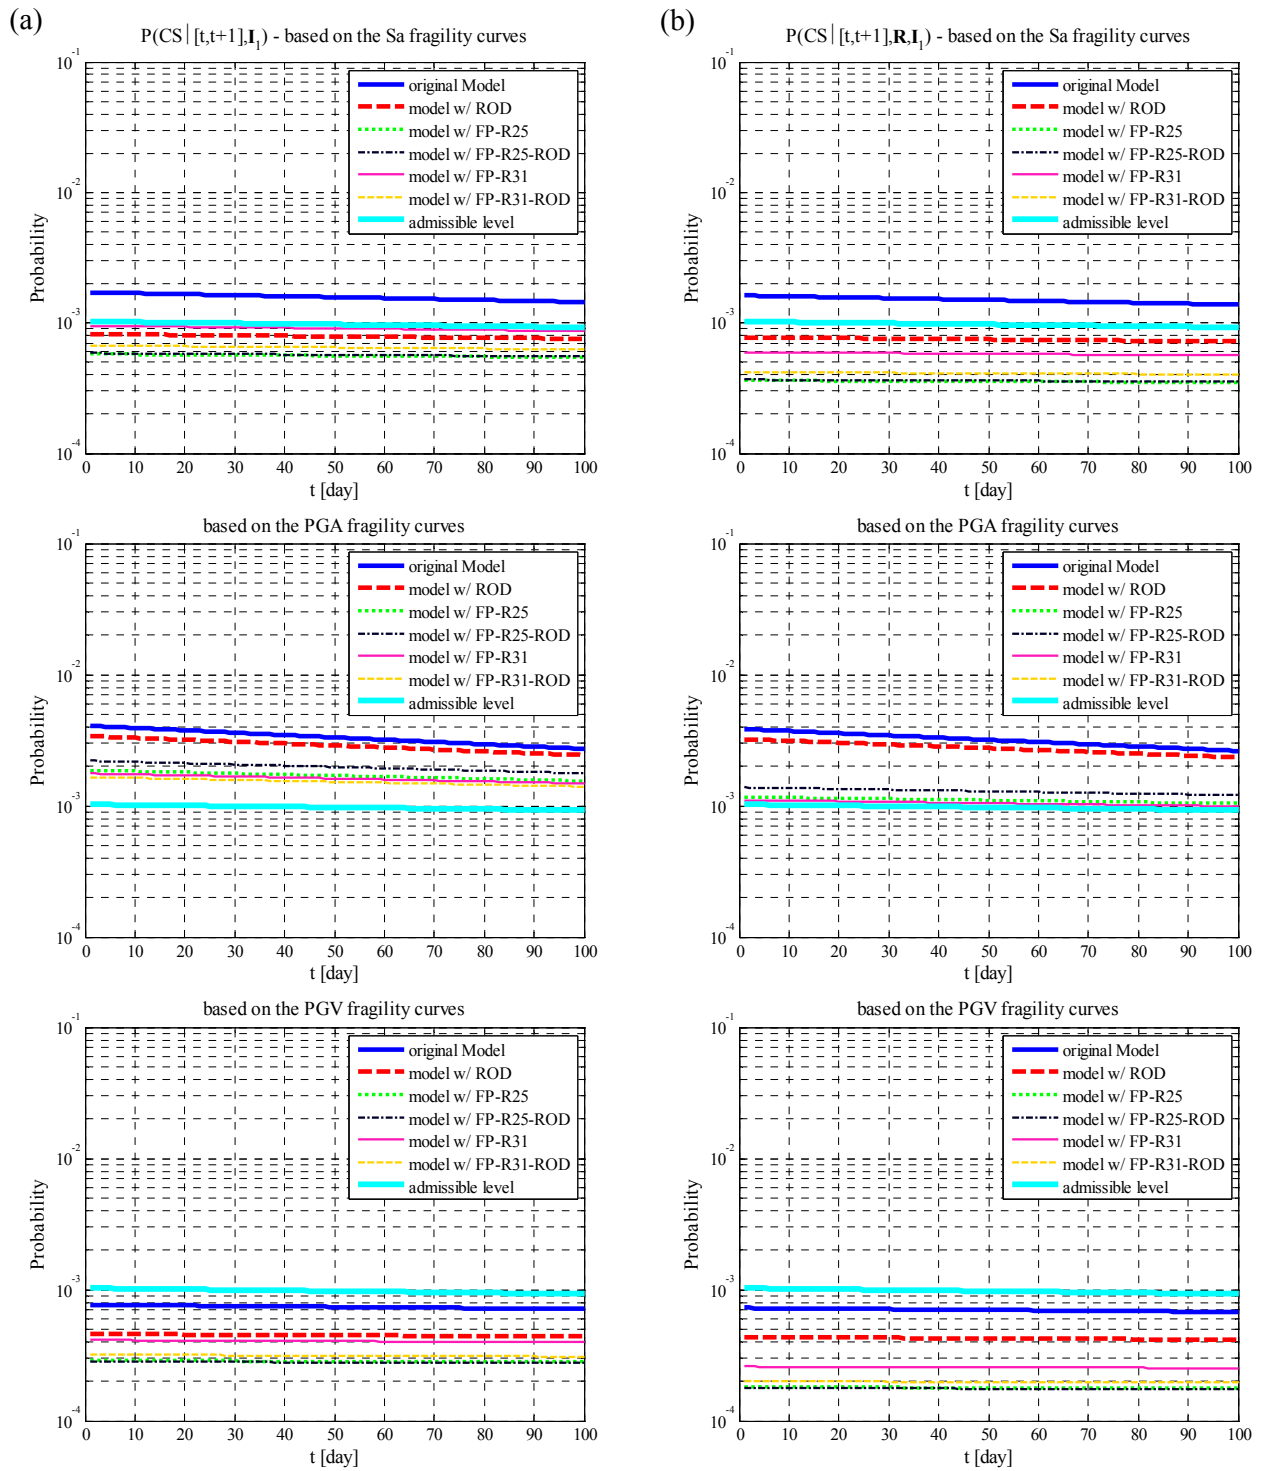 (a)
P(CS | [t,t+1],I1) - based on the Sa fragility curves
10-1
10-2
10-3
10-4
Probability
original Model
model w/ ROD
model w/ FP-R25
model w/ FP-R25-ROD
model w/ FP-R31
model w/ FP-R31-ROD
admissible level
0 10 20 30 40 50 60 70 80 90 100
t [day]
(b)
P(CS | [t,t+1],R,I1) - based on the Sa fragility curves
10-1
10-2
10-3
10-4
Probability
original Model
model w/ ROD
model w/ FP-R25
model w/ FP-R25-ROD
model w/ FP-R31
model w/ FP-R31-ROD
admissible level
0 10 20 30 40 50 60 70 80 90 100
t [day]
based on the PGA fragility curves
10-1
10-2
10-3
10-4
Probability
original Model
model w/ ROD
model w/ FP-R25
model w/ FP-R25-ROD
model w/ FP-R31
model w/ FP-R31-ROD
admissible level
0 10 20 30 40 50 60 70 80 90 100
t [day]
based on the PGA fragility curves
10-1
10-2
10-3
10-4
Probability
original Model
model w/ ROD
model w/ FP-R25
model w/ FP-R25-ROD
model w/ FP-R31
model w/ FP-R31-ROD
admissible level
0 10 20 30 40 50 60 70 80 90 100
t [day]
based on the PGV fragility curves
10-1
10-2
10-3
10-4
Probability
original Model
model w/ ROD
model w/ FP-R25
model w/ FP-R25-ROD
model w/ FP-R31
model w/ FP-R31-ROD
admissible level
0 10 20 30 40 50 60 70 80 90 100
t [day]
based on the PGV fragility curves
10-1
10-2
10-3
10-4
Probability
original Model
model w/ ROD
model w/ FP-R25
model w/ FP-R25-ROD
model w/ FP-R31
model w/ FP-R31-ROD
admissible level
0 10 20 30 40 50 60 70 80 90 100
t [day]